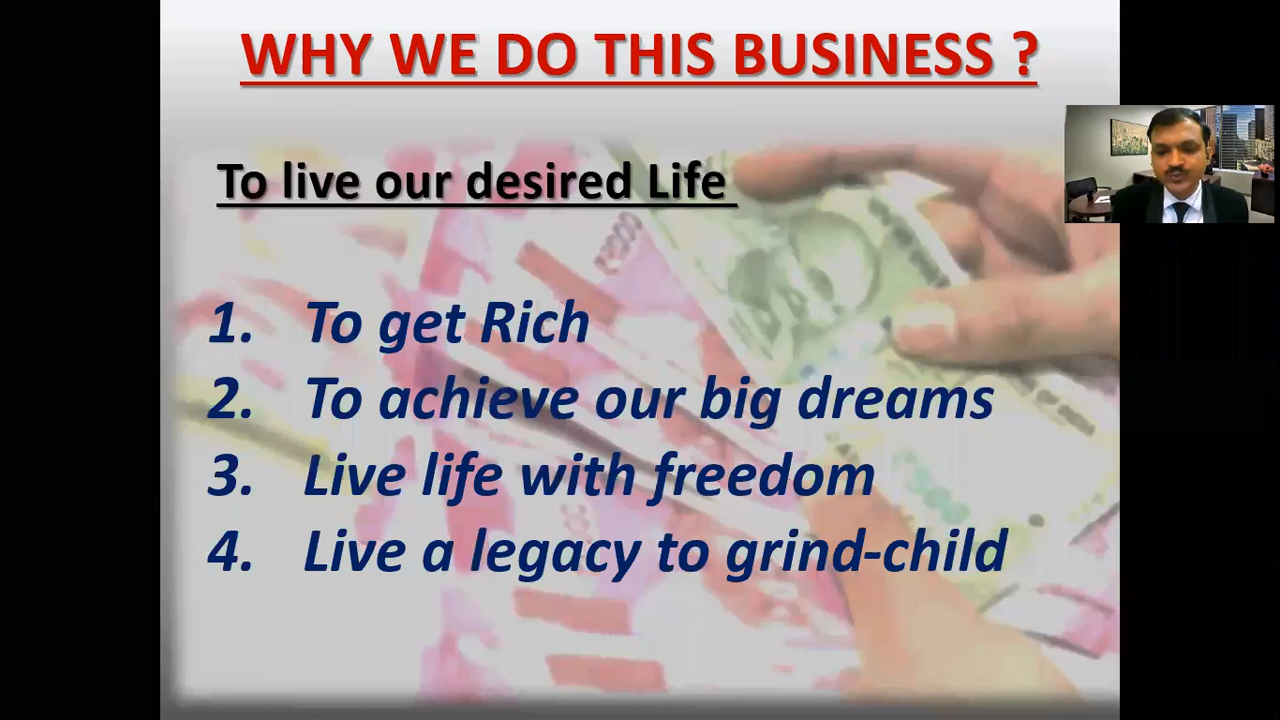 WHY WE DO THIS BUSINESS ?
To live our desired Life
1. To get Rich
2. To achieve our big dreams
3. Live life with freedom
4. Live a legacy to grind-child